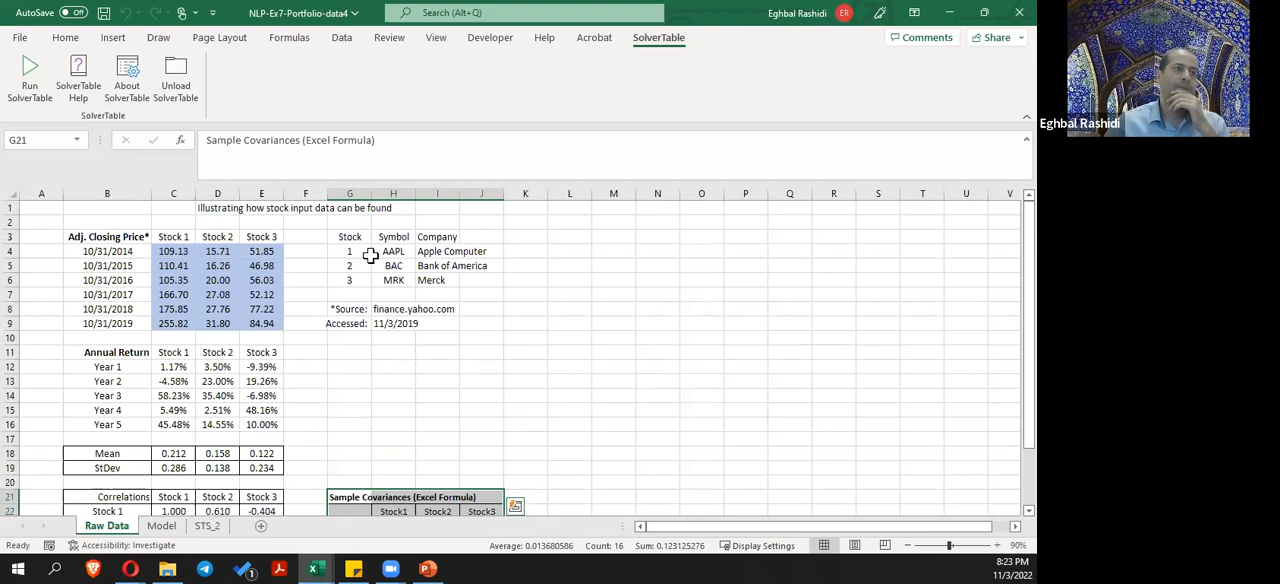 AutoSave Off NLP-Ex7-Portfolio-data4 Search (Alt+Q) Eghbal Rashidi ER
File Home Insert Draw Page Layout Formulas Data Review View Developer Help Acrobat SolverTable Comments Share
Run SolverTable About Unload
SolverTable Help SolverTable SolverTable
SolverTable
Eghbal Rashidi
G21 fx Sample Covariances (Excel Formula)
A B C D E F G H I J K L M N O P Q R S T U V
1 Illustrating how stock input data can be found
2
3 Adj. Closing Price* Stock 1 Stock 2 Stock 3 Stock Symbol Company
4 10/31/2014 109.13 15.71 51.85 1 AAPL Apple Computer
5 10/31/2015 110.41 16.26 46.98 2 BAC Bank of America
6 10/31/2016 105.35 20.00 56.03 3 MRK Merck
7 10/31/2017 166.70 27.08 52.12
8 10/31/2018 175.85 27.76 77.22 *Source: finance.yahoo.com
9 10/31/2019 255.82 31.80 84.94 Accessed: 11/3/2019
10
11 Annual Return Stock 1 Stock 2 Stock 3
12 Year 1 1.17% 3.50% -9.39%
13 Year 2 -4.58% 23.00% 19.26%
14 Year 3 58.23% 35.40% -6.98%
15 Year 4 5.49% 2.51% 48.16%
16 Year 5 45.48% 14.55% 10.00%
17
18 Mean 0.212 0.158 0.122
19 StDev 0.286 0.138 0.234
20
21 Correlations Stock 1 Stock 2 Stock 3 Sample Covariances (Excel Formula)
22 Stock 1 1.000 0.610 -0.404 Stock1 Stock2 Stock3
Raw Data Model STS_2
Ready Accessibility: Investigate Average: 0.013680586 Count: 16 Sum: 0.123125276 Display Settings 90%
1 8:23 PM
11/3/2022